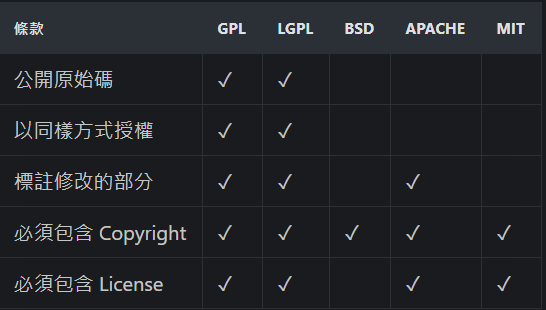 條款 GPL LGPL BSD APACHE MIT
公開原始碼 ✓ ✓
以同樣方式授權 ✓ ✓
標註修改的部分 ✓ ✓ ✓
必須包含 Copyright ✓ ✓ ✓ ✓ ✓
必須包含 License ✓ ✓ ✓ ✓